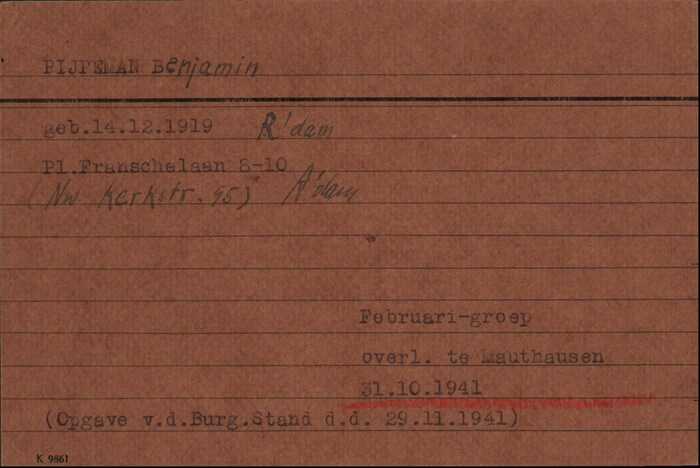 PIJPEMAN Benjamin
geb.14.12.1919 R'dam
Pl.Franschelaan 8-10
(Nw Kerkstr. 95) A'dam
Februari-groep
overl. te Mauthausen
31.10.1941
(Opgave v.d.Burg.Stand d.d. 29.11.1941)
K 9861